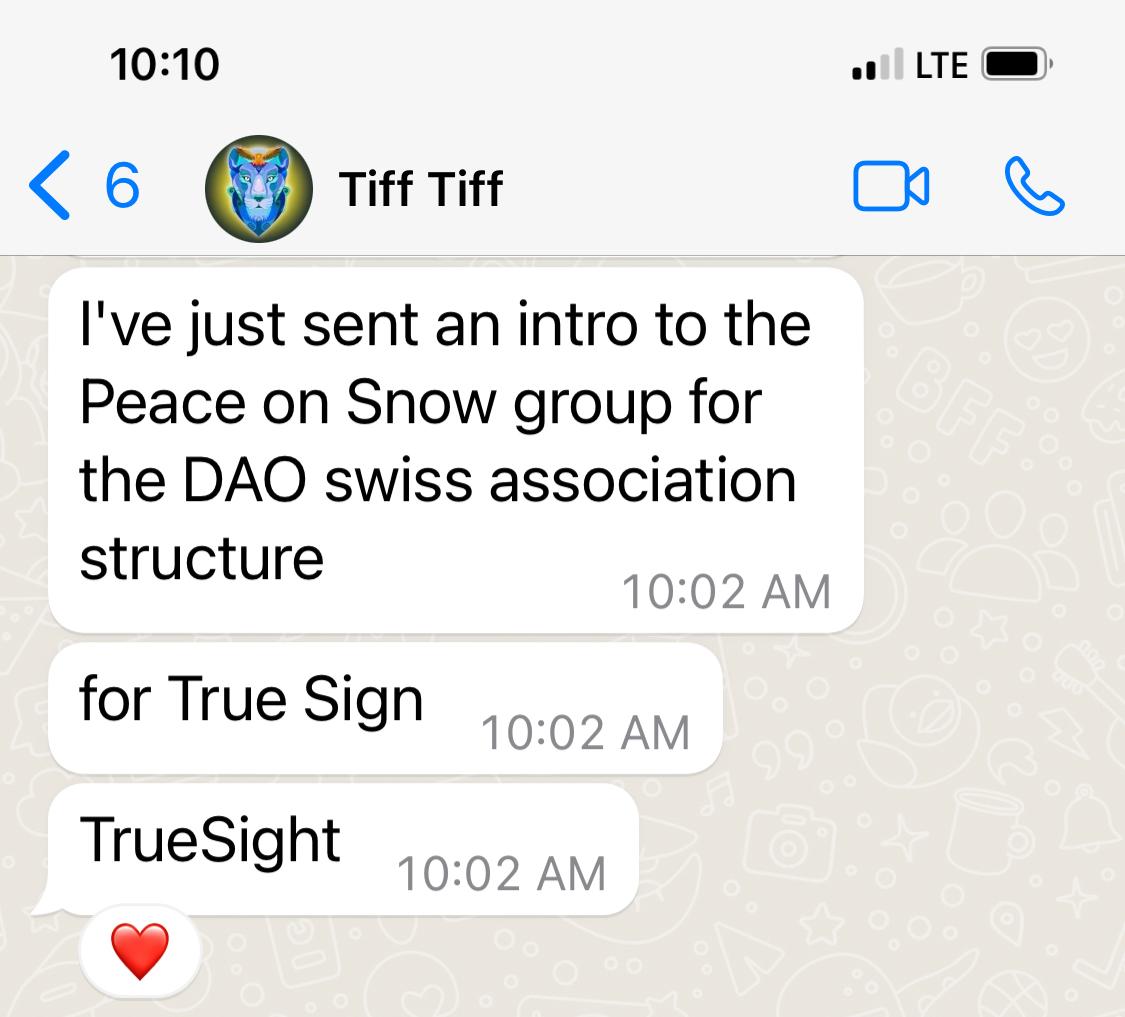 10:10 LTE
6 Tiff Tiff
I've just sent an intro to the
Peace on Snow group for
the DAO swiss association
structure
10:02 AM
for True Sign 10:02 AM
TrueSight 10:02 AM